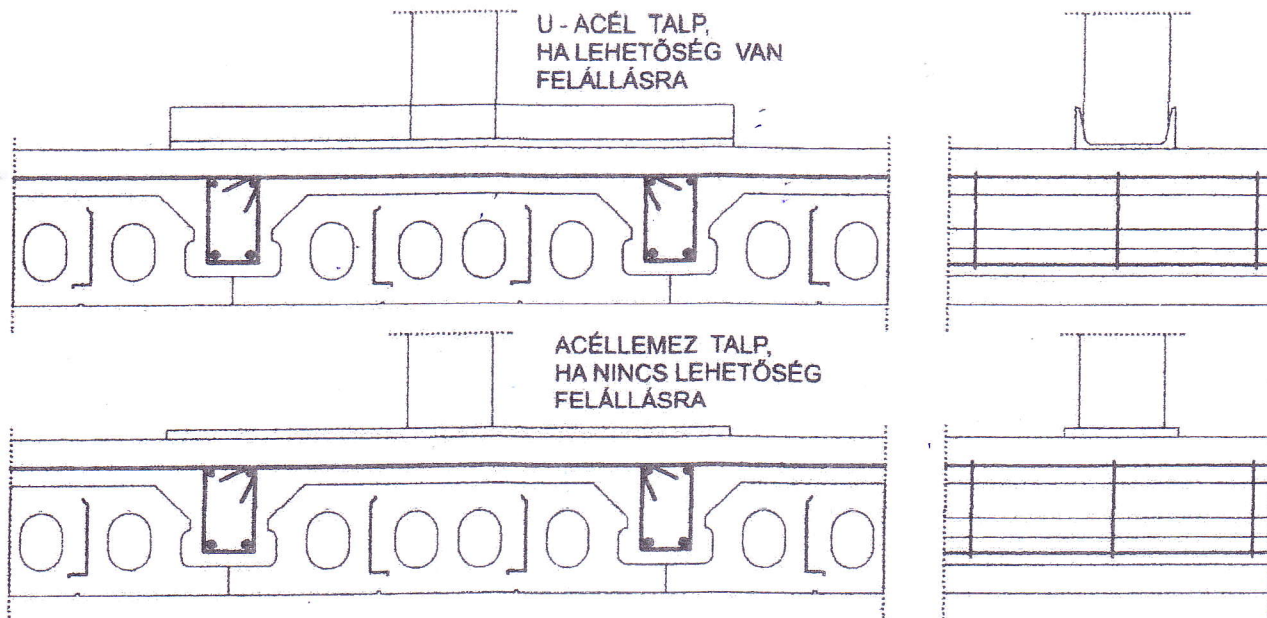 U - ACÉL TALP,
HA LEHETŐSÉG VAN
FELÁLLÁSRA
ACÉLLEMEZ TALP,
HA NINCS LEHETŐSÉG
FELÁLLÁSRA